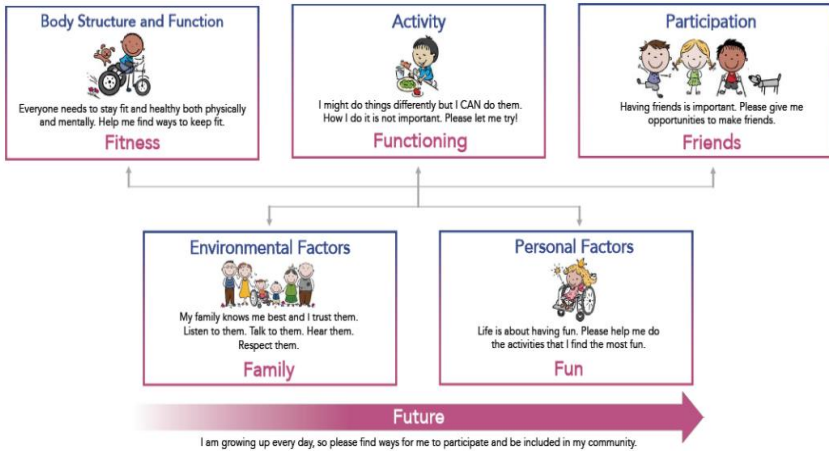 Body Structure and Function
Everyone needs to stay fit and healthy both physically
and mentally. Help me find ways to keep fit.
Fitness
Activity
I might do things differently but I CAN do them.
How I do it is not important. Please let me try!
Functioning
Participation
Having friends is important. Please give me
opportunities to make friends.
Friends
Environmental Factors
My family knows me best and I trust them.
Listen to them. Talk to them. Hear them.
Respect them.
Family
Personal Factors
Life is about having fun. Please help me do
the activities that I find the most fun.
Fun
Future
I am growing up every day, so please find ways for me to participate and be included in my community.